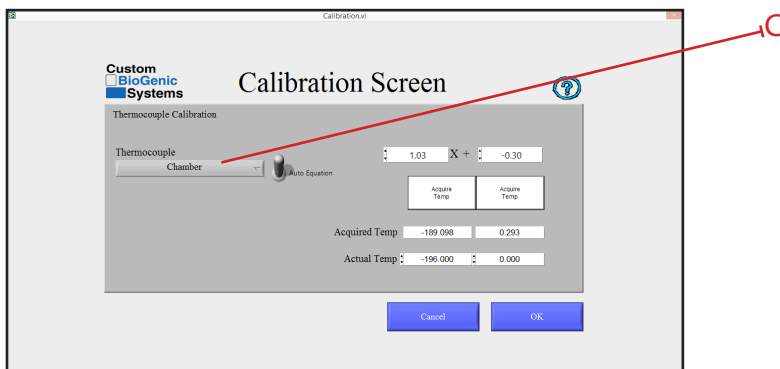 Calibration.vi
Custom
BioGenic
Systems
Calibration Screen
?
Thermocouple Calibration
Thermocouple
Chamber
Auto Equation
1.03 X + -0.30
Acquire Temp
Acquire Temp
Acquired Temp -189.098 0.293
Actual Temp -196.000 0.000
Cancel OK